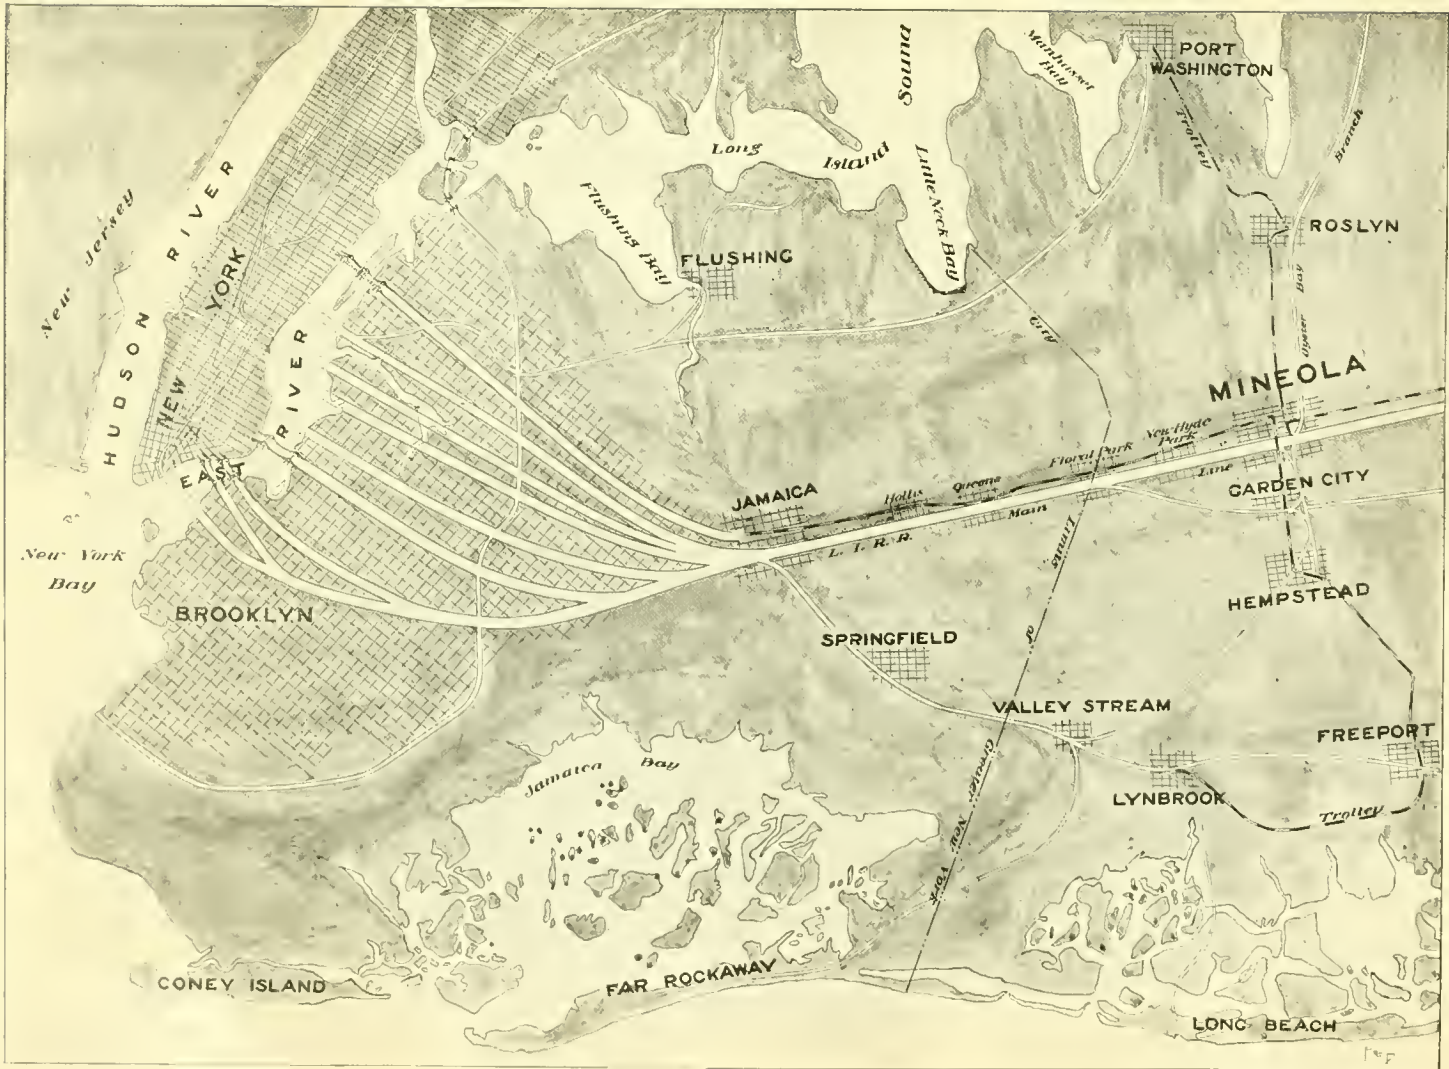 Sound
Manhasset
Bay
PORT
WASHINGTON
Trolley
Branch
New Jersey
HUDSON RIVER
NEW YORK
EAST RIVER
Long Island
Flushing Bay
Little Neck Bay
FLUSHING
ROSLYN
Oyster Bay
City
MINEOLA
New Hyde
Park
Floral Park
Queens
Hollis
JAMAICA
L. I. R. R. Main Line
GARDEN CITY
Limits of Greater New York
New York
Bay
BROOKLYN
HEMPSTEAD
SPRINGFIELD
VALLEY STREAM
FREEPORT
LYNBROOK
Trolley
Jamaica Bay
CONEY ISLAND
FAR ROCKAWAY
LONG BEACH